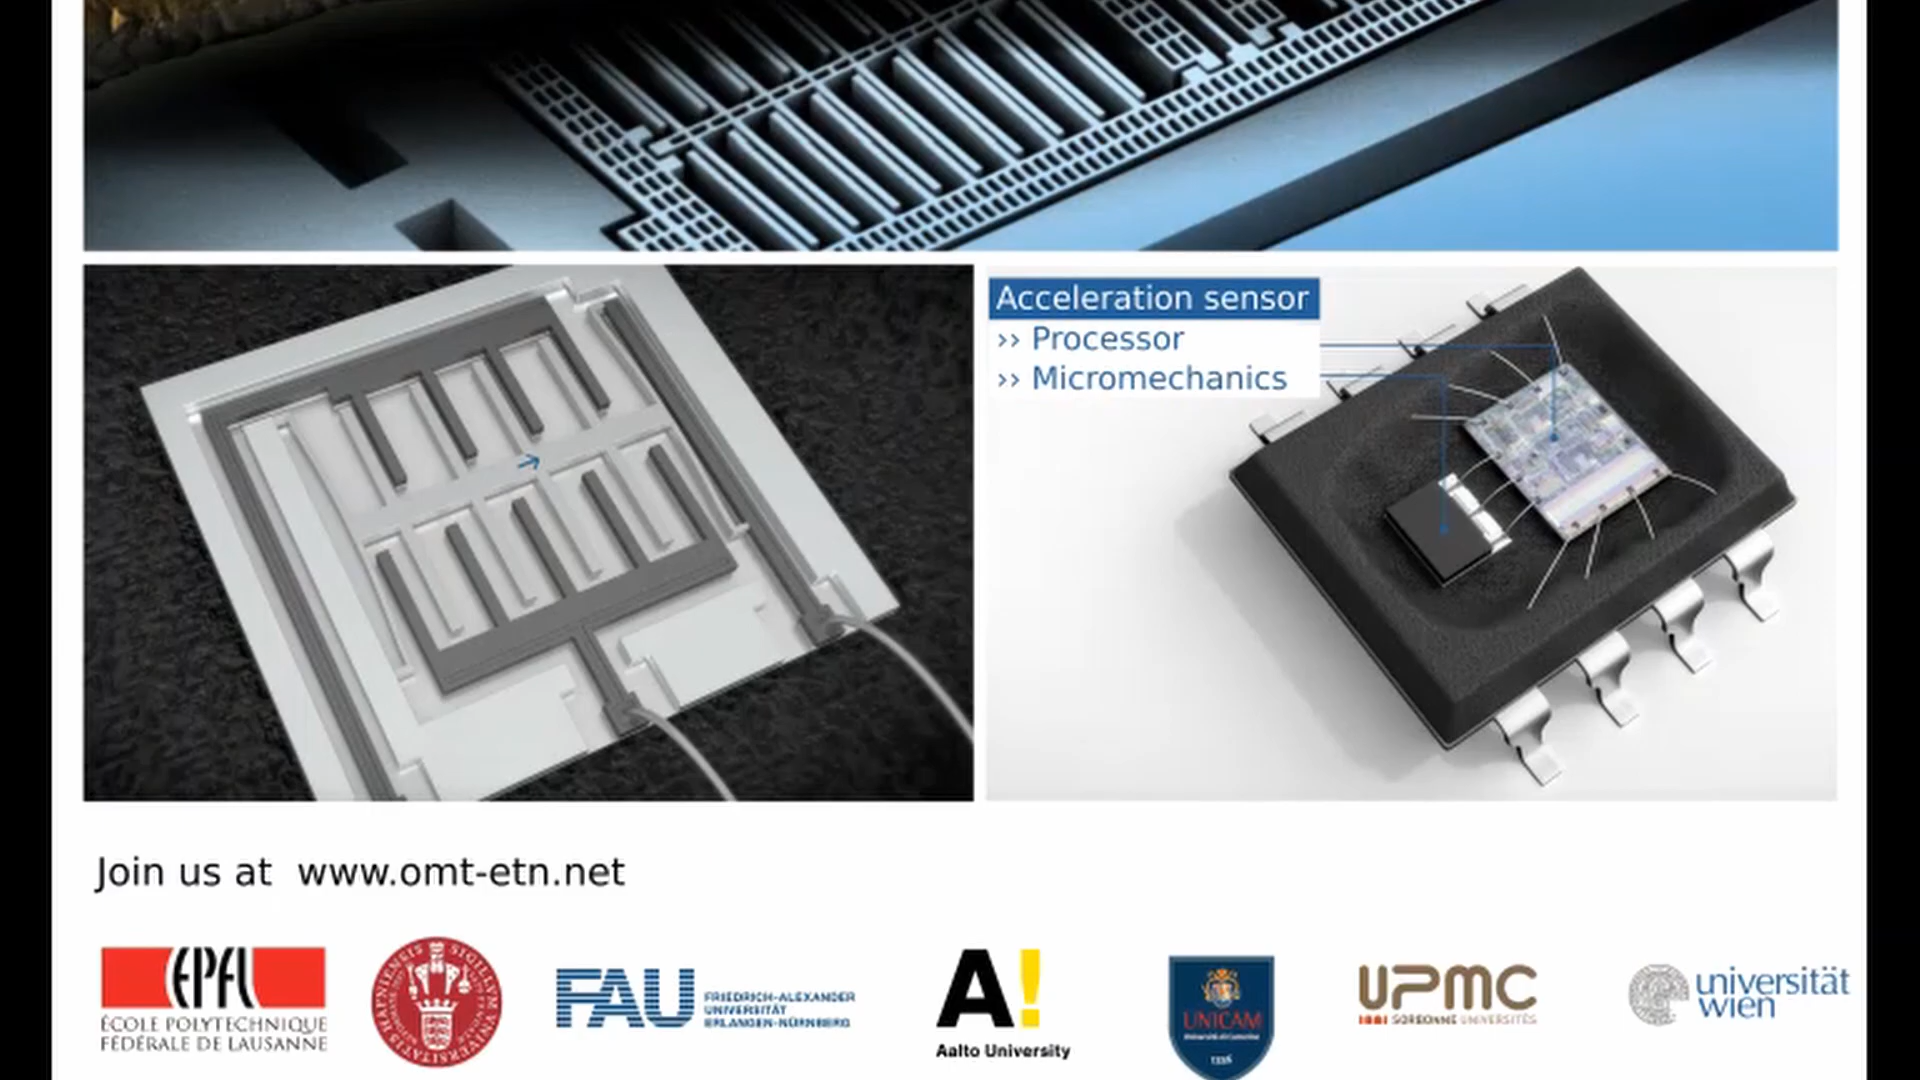 Acceleration sensor
›› Processor
›› Micromechanics
Join us at www.omt-etn.net
EPFL
ÉCOLE POLYTECHNIQUE
FÉDÉRALE DE LAUSANNE
FAU
FRIEDRICH-ALEXANDER
UNIVERSITÄT
ERLANGEN-NÜRNBERG
A!
Aalto University
UNICAM
1336
UPMC
SORBONNE UNIVERSITÉS
universität
wien